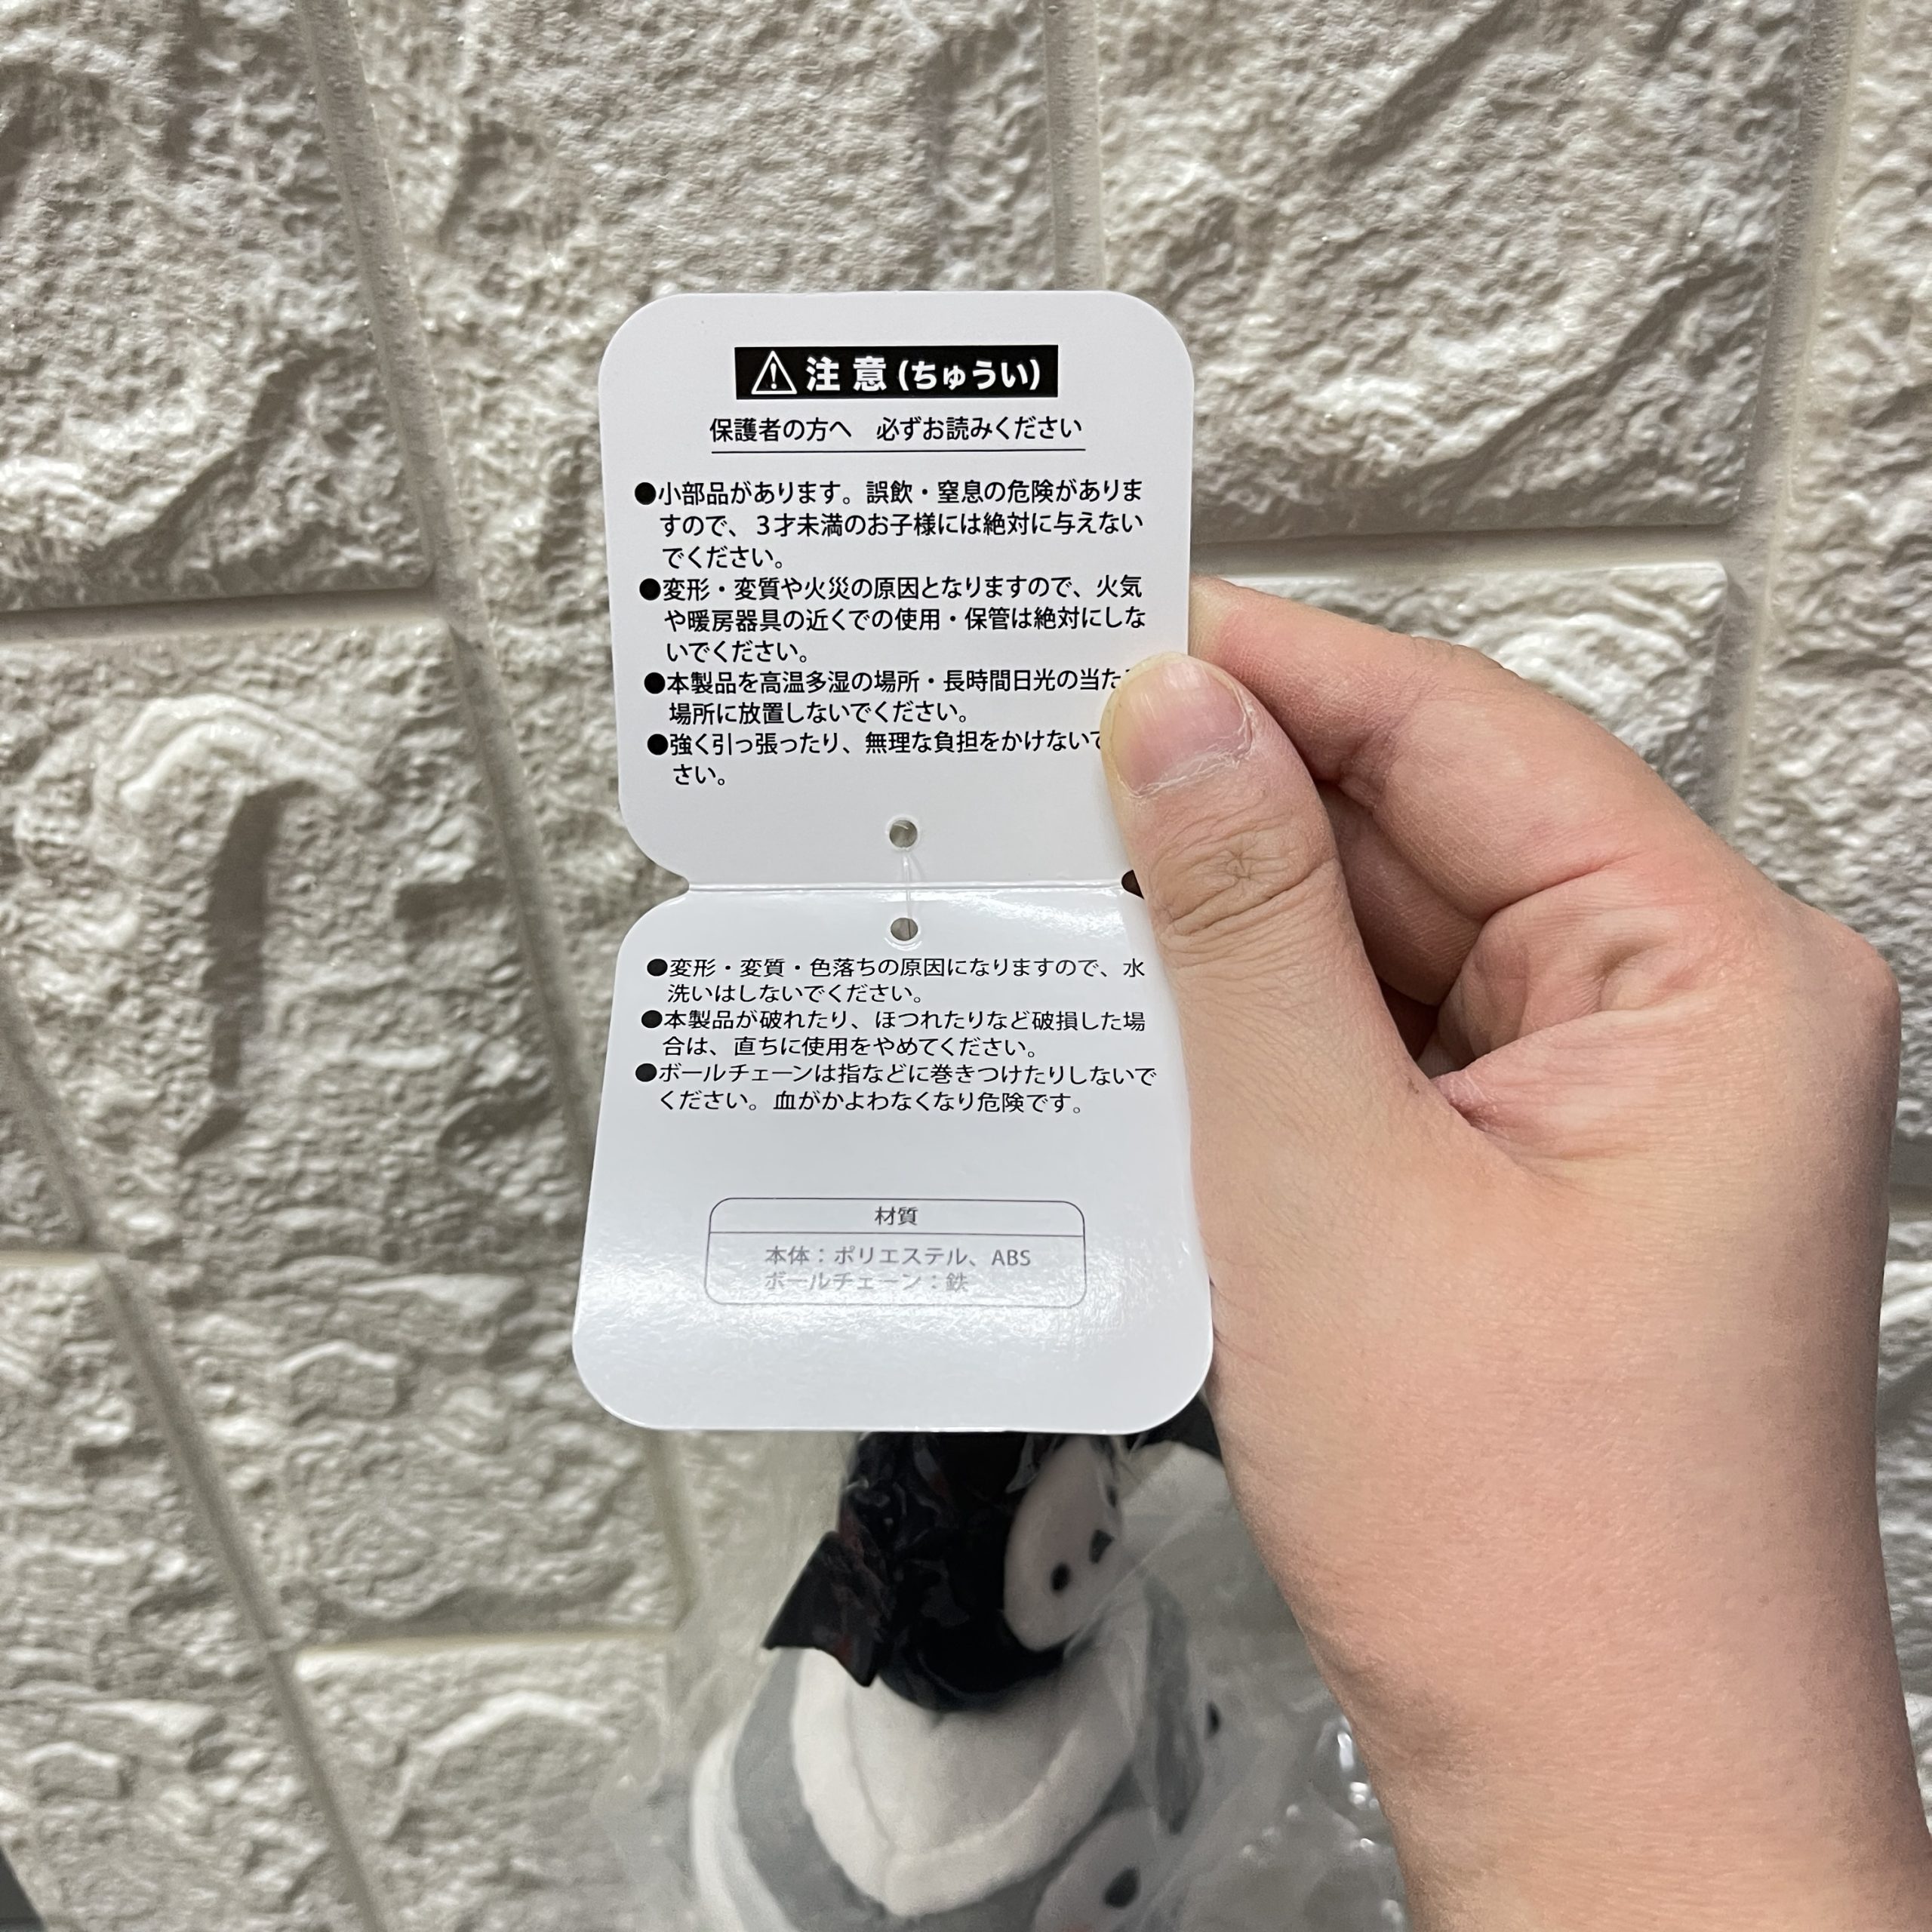 注意(ちゅうい)
保護者の方へ 必ずお読みください
●小部品があります。誤飲・窒息の危険がありま
すので、3才未満のお子様には絶対に与えない
でください。
●変形・変質や火災の原因となりますので、火気
や暖房器具の近くでの使用・保管は絶対にしな
いでください。
●本製品を高温多湿の場所・長時間日光の当た
場所に放置しないでください。
●強く引っ張ったり、無理な負担をかけないで
さい。
●変形・変質・色落ちの原因になりますので、水
洗いはしないでください。
●本製品が破れたり、ほつれたりなど破損した場
合は、直ちに使用をやめてください。
●ボールチェーンは指などに巻きつけたりしないで
ください。血がかよわなくなり危険です。
材質
本体:ポリエステル、ABS
ボールチェーン:鉄